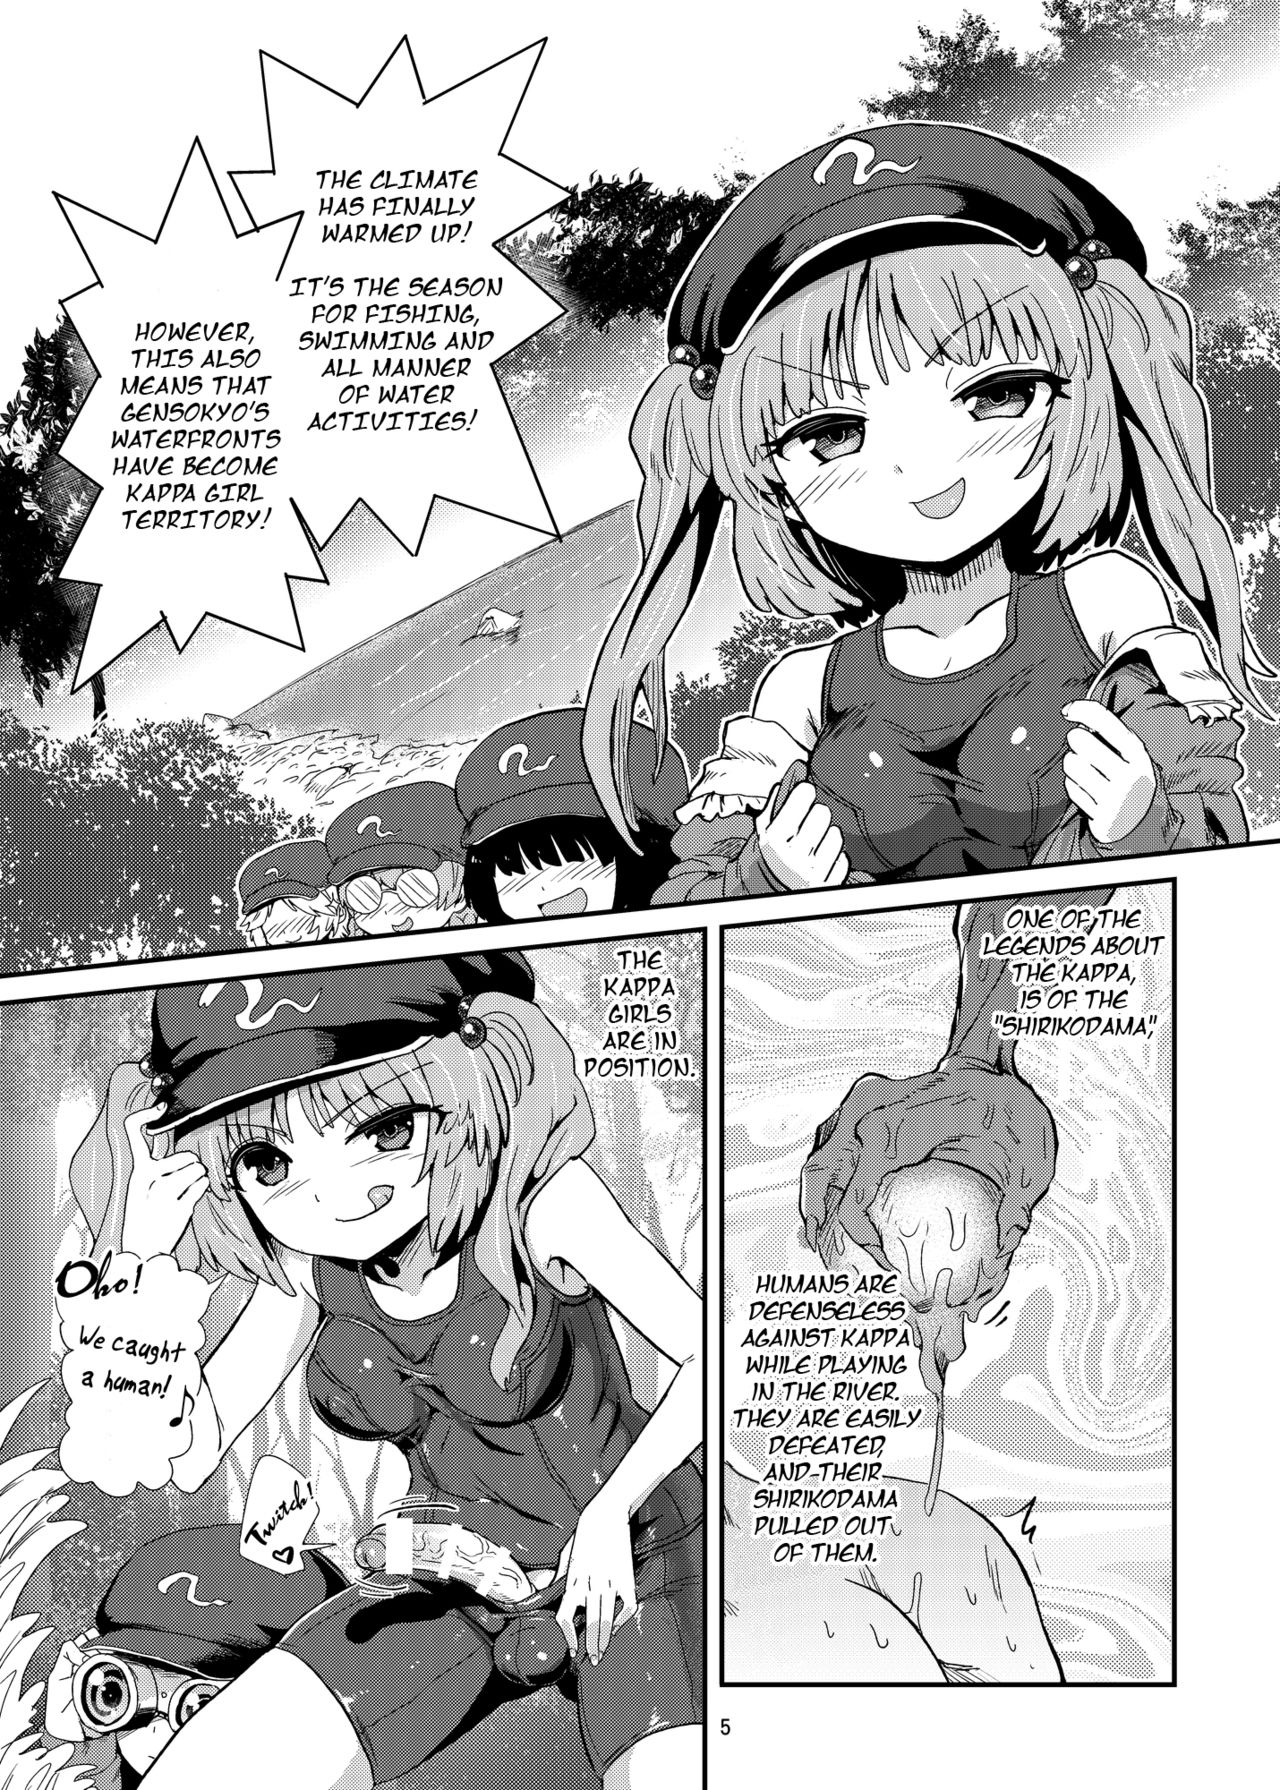 THE CLIMATE
HAS FINALLY
WARMED UP!
IT'S THE SEASON
FOR FISHING,
SWIMMING AND
ALL MANNER
OF WATER
ACTIVITIES!
HOWEVER,
THIS ALSO
MEANS THAT
GENSOKYO'S
WATERFRONTS
HAVE BECOME
KAPPA GIRL
TERRITORY!
ONE OF THE
LEGENDS ABOUT
THE KAPPA,
IS OF THE
"SHIRIKODAMA,"
HUMANS ARE
DEFENSELESS
AGAINST KAPPA
WHILE PLAYING
IN THE RIVER.
THEY ARE EASILY
DEFEATED,
AND THEIR
SHIRIKODAMA
PULLED OUT
OF THEM.
THE
KAPPA
GIRLS
ARE IN
POSITION.
Oho!
We caught
a human!
Twitch!
5